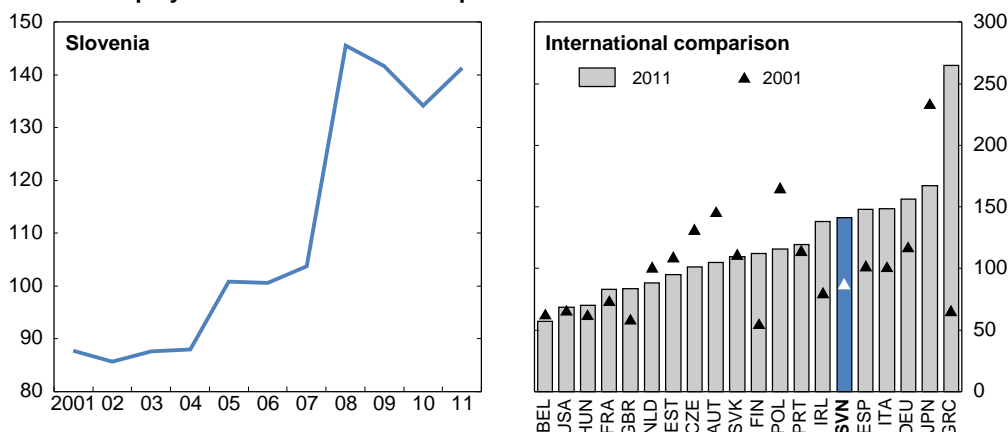 Slovenia
150
140
130
120
110
100
90
80
2001 02 03 04 05 06 07 08 09 10 11
International comparison
2011 2001
300
250
200
150
100
50
0
BEL
USA
HUN
FRA
GBR
NLD
EST
CZE
AUT
SVK
FIN
POL
PRT
IRL
SVN
ESP
ITA
DEU
JPN
GRC